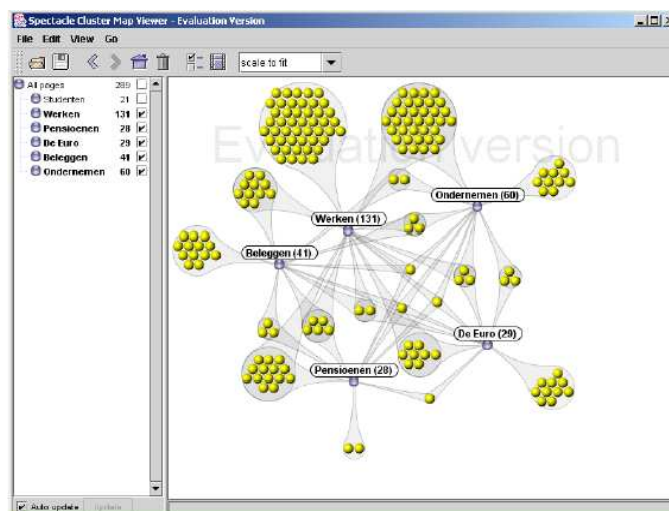 Spectacle Cluster Map Viewer - Evaluation Version
File Edit View Go
scale to fit
All pages 289
Studenten 21
Werken 131
Pensioenen 28
De Euro 29
Beleggen 41
Ondernemen 60
Evaluation version
Ondernemen (60)
Werken (131)
Beleggen (41)
De Euro (29)
Pensioenen (28)
Auto update Update